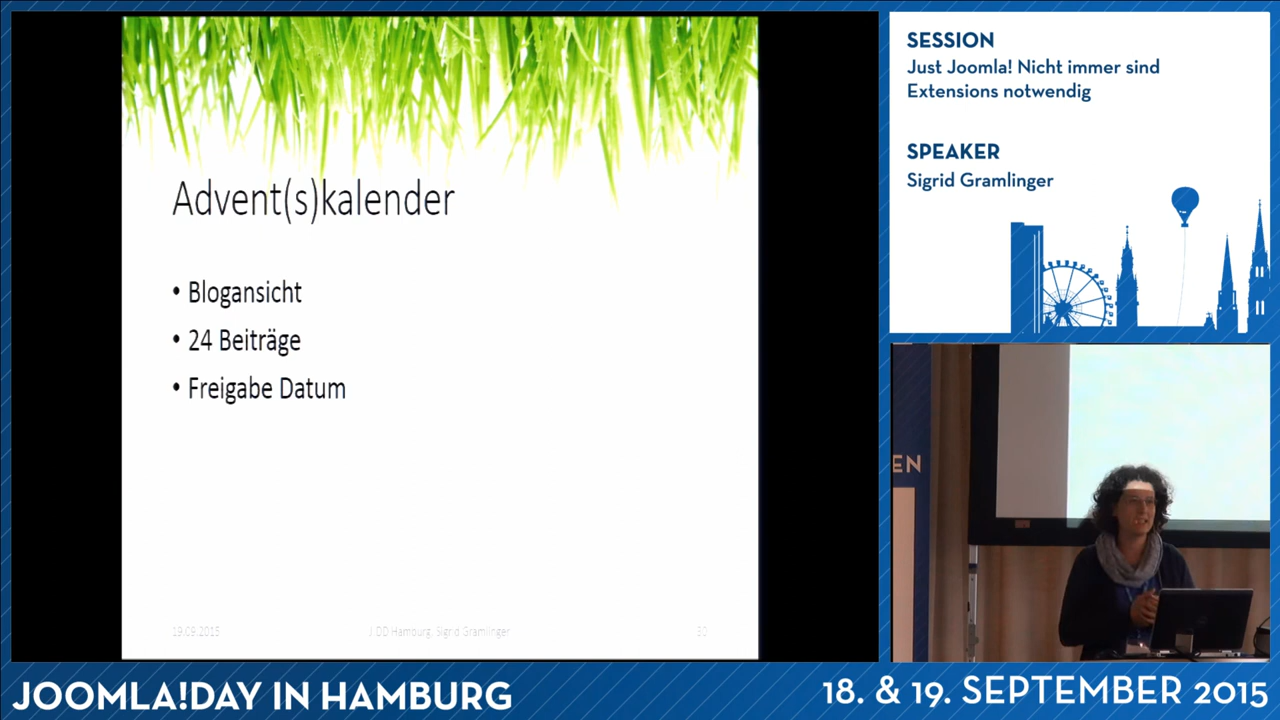 Advent(s)kalender
• Blogansicht
• 24 Beiträge
• Freigabe Datum
19.09.2015
J.DD Hamburg, Sigrid Gramlinger
30
SESSION
Just Joomla! Nicht immer sind
Extensions notwendig
SPEAKER
Sigrid Gramlinger
EN
JOOMLA!DAY IN HAMBURG
18. & 19. SEPTEMBER 2015